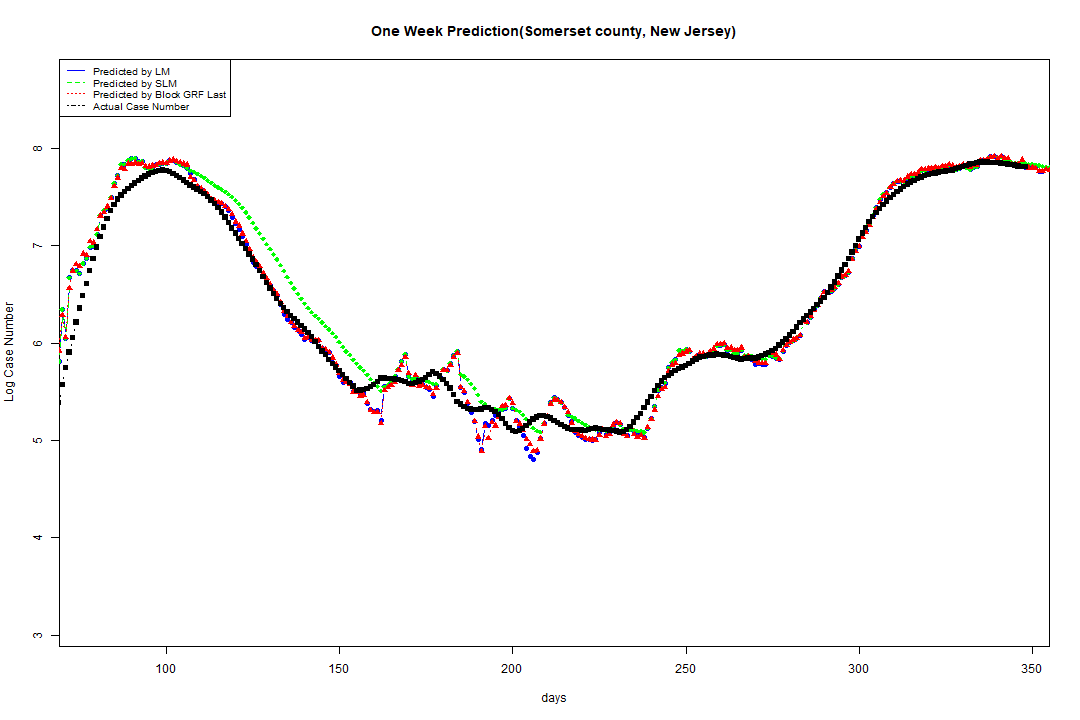 One Week Prediction(Somerset county, New Jersey)
Predicted by LM
Predicted by SLM
Predicted by Block GRF Last
Actual Case Number
8
7
6
5
4
3
Log Case Number
100 150 200 250 300 350
days